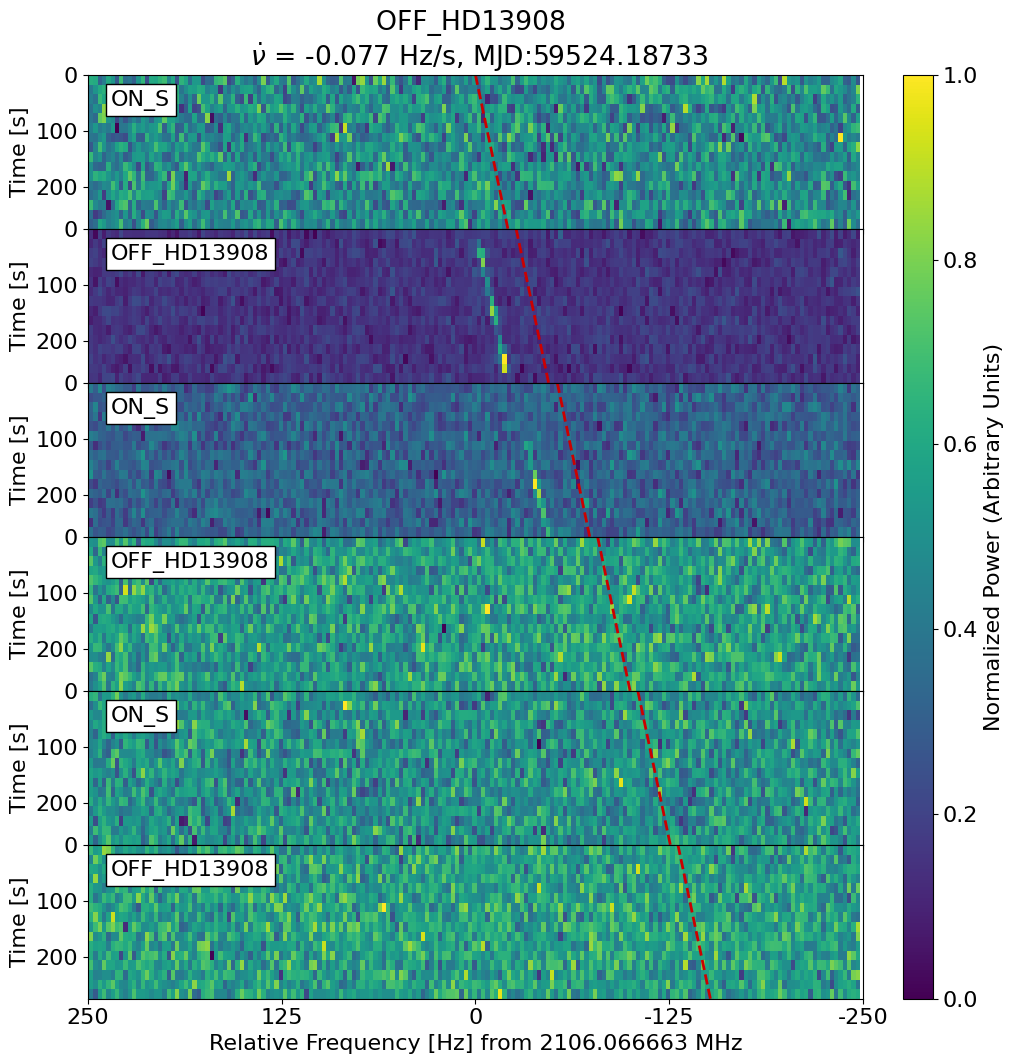 OFF_HD13908
ν̇ = -0.077 Hz/s, MJD:59524.18733
0
100
200
Time [s]
ON_S
0
100
200
Time [s]
OFF_HD13908
0
100
200
Time [s]
ON_S
0
100
200
Time [s]
OFF_HD13908
0
100
200
Time [s]
ON_S
0
100
200
Time [s]
OFF_HD13908
250
125
0
-125
-250
Relative Frequency [Hz] from 2106.066663 MHz
1.0
0.8
0.6
0.4
0.2
0.0
Normalized Power (Arbitrary Units)